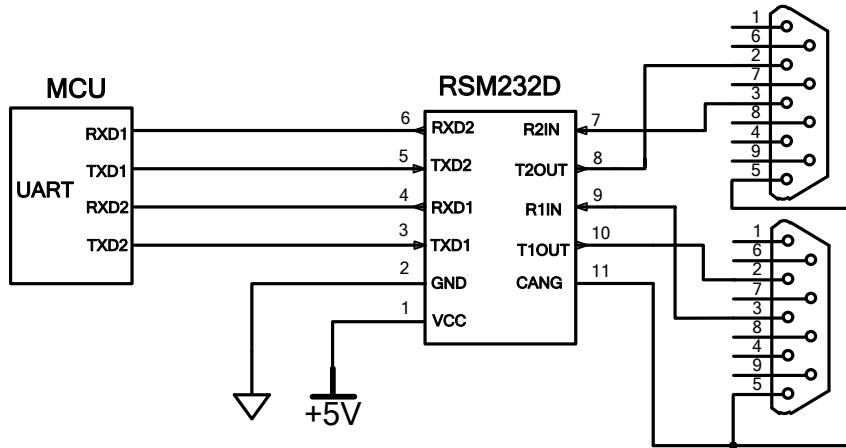 MCU
UART
RXD1
TXD1
RXD2
TXD2
RSM232D
6 RXD2
5 TXD2
4 RXD1
3 TXD1
2 GND
1 VCC
R2IN 7
T2OUT 8
R1IN 9
T1OUT 10
CANG 11
+5V
1
6
2
7
3
8
4
9
5
1
6
2
7
3
8
4
9
5